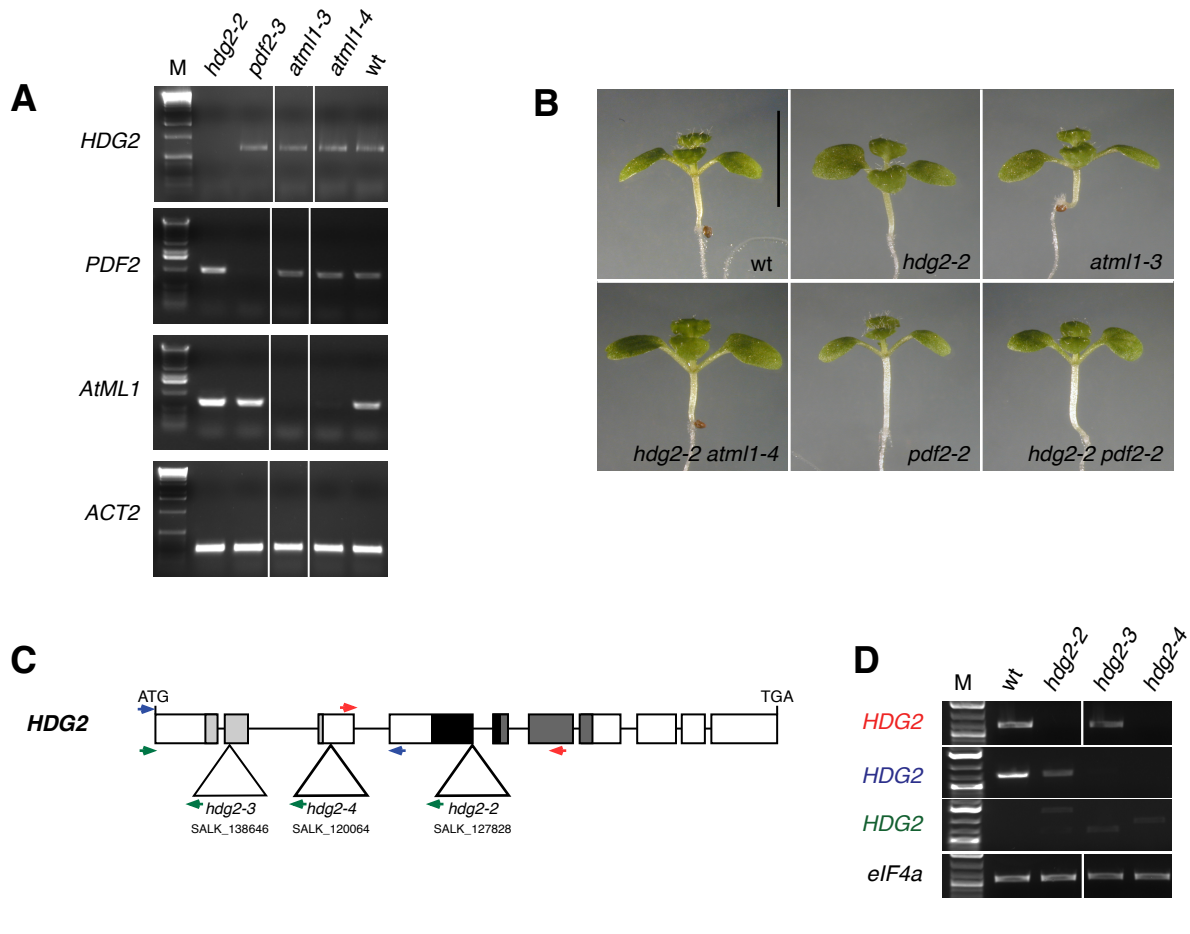 A
M hdg2-2 pdf2-3 atml1-3 atml1-4 wt
HDG2
PDF2
AtML1
ACT2
B
wt
hdg2-2
atml1-3
hdg2-2 atml1-4
pdf2-2
hdg2-2 pdf2-2
C
HDG2
ATG
TGA
hdg2-3
SALK_138646
hdg2-4
SALK_120064
hdg2-2
SALK_127828
D
M wt hdg2-2 hdg2-3 hdg2-4
HDG2
HDG2
HDG2
eIF4a